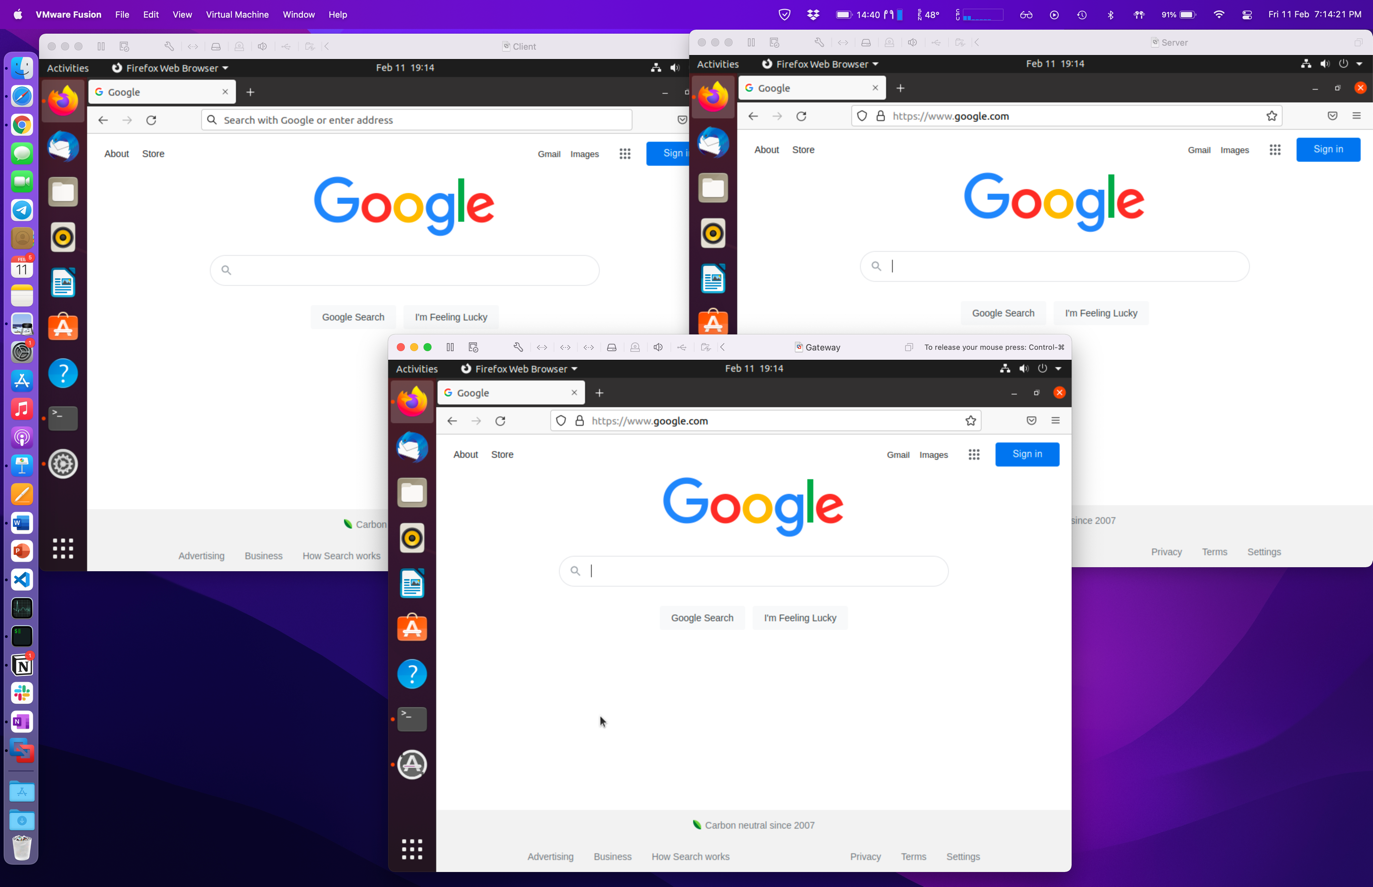 VMware Fusion File Edit View Virtual Machine Window Help 14:40 48° 91% Fri 11 Feb 7:14:21 PM
Client
Activities Firefox Web Browser Feb 11 19:14
Google
Search with Google or enter address
About Store Gmail Images Sign i
Google
Google Search I'm Feeling Lucky
Carbon
Advertising Business How Search works
Server
Activities Firefox Web Browser Feb 11 19:14
Google
https://www.google.com
About Store Gmail Images Sign in
Google
Google Search I'm Feeling Lucky
since 2007
Privacy Terms Settings
Gateway To release your mouse press: Control-⌘
Activities Firefox Web Browser Feb 11 19:14
Google
https://www.google.com
About Store Gmail Images Sign in
Google
Google Search I'm Feeling Lucky
Carbon neutral since 2007
Advertising Business How Search works Privacy Terms Settings
11